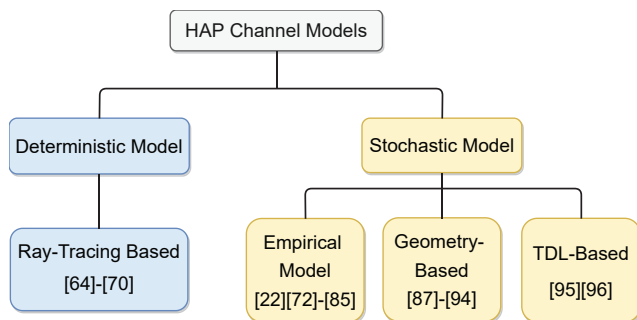 HAP Channel Models
Deterministic Model
Stochastic Model
Ray-Tracing Based
[64]-[70]
Empirical
Model
[22][72]-[85]
Geometry-
Based
[87]-[94]
TDL-Based
[95][96]